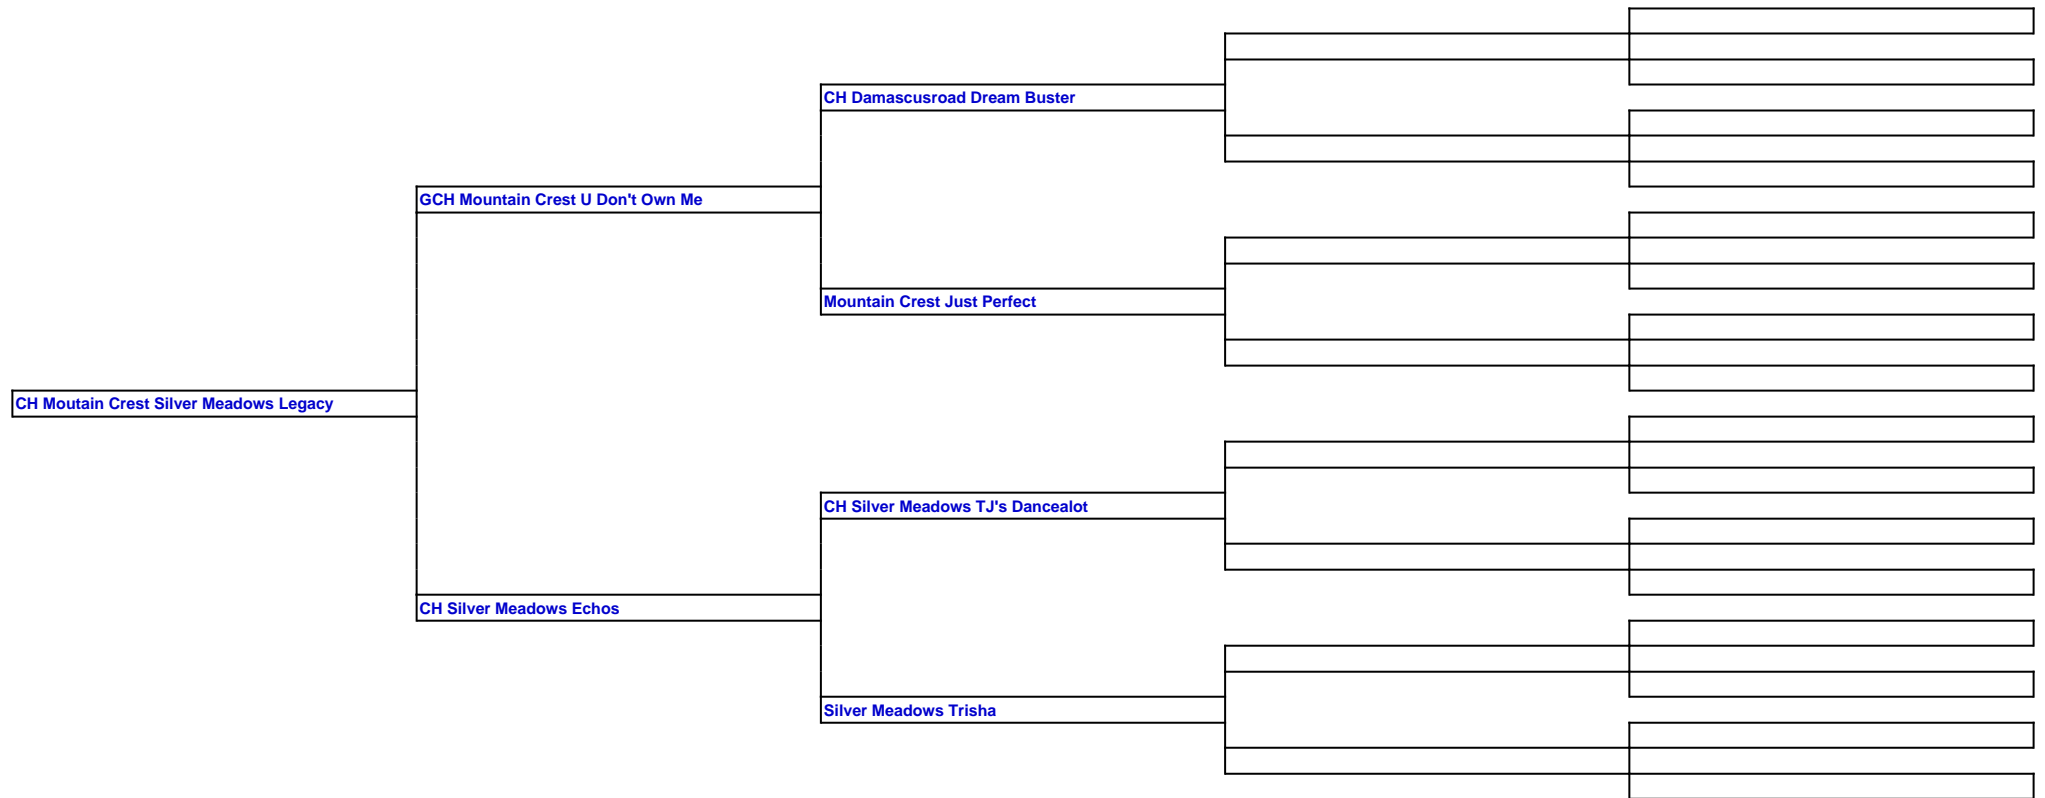 CH Damascusroad Dream Buster
GCH Mountain Crest U Don't Own Me
Mountain Crest Just Perfect
CH Moutain Crest Silver Meadows Legacy
CH Silver Meadows TJ's Dancealot
CH Silver Meadows Echos
Silver Meadows Trisha